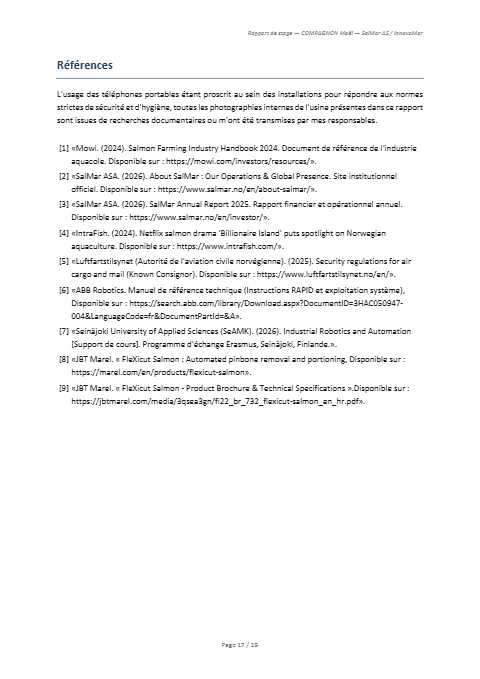 Rapport de stage — COMPAGNON Maël — SalMar AS / InnovaMar
Références
L'usage des téléphones portables étant proscrit au sein des installations pour répondre aux normes
strictes de sécurité et d'hygiène, toutes les photographies internes de l'usine présentes dans ce rapport
sont issues de recherches documentaires ou m'ont été transmises par mes responsables.
[1] «Mowi. (2024). Salmon Farming Industry Handbook 2024. Document de référence de l'industrie
aquacole. Disponible sur : https://mowi.com/investors/resources/».
[2] «SalMar ASA. (2026). About SalMar : Our Operations & Global Presence. Site institutionnel
officiel. Disponible sur : https://www.salmar.no/en/about-salmar/».
[3] «SalMar ASA. (2026). SalMar Annual Report 2025. Rapport financier et opérationnel annuel.
Disponible sur : https://www.salmar.no/en/investor/».
[4] «IntraFish. (2024). Netflix salmon drama 'Billionaire Island' puts spotlight on Norwegian
aquaculture. Disponible sur : https://www.intrafish.com/».
[5] «Luftfartstilsynet (Autorité de l'aviation civile norvégienne). (2025). Security regulations for air
cargo and mail (Known Consignor). Disponible sur : https://www.luftfartstilsynet.no/en/».
[6] «ABB Robotics. Manuel de référence technique (Instructions RAPID et exploitation système),
Disponible sur : https://search.abb.com/library/Download.aspx?DocumentID=3HAC050947-
004&LanguageCode=fr&DocumentPartId=&A».
[7] «Seinäjoki University of Applied Sciences (SeAMK). (2026). Industrial Robotics and Automation
[Support de cours]. Programme d'échange Erasmus, Seinäjoki, Finlande.».
[8] «JBT Marel. « FleXicut Salmon : Automated pinbone removal and portioning, Disponible sur :
https://marel.com/en/products/flexicut-salmon».
[9] «JBT Marel. « FleXicut Salmon - Product Brochure & Technical Specifications ».Disponible sur :
https://jbtmarel.com/media/3qsea3gn/fi22_br_732_flexicut-salmon_en_hr.pdf».
Page 17 / 19